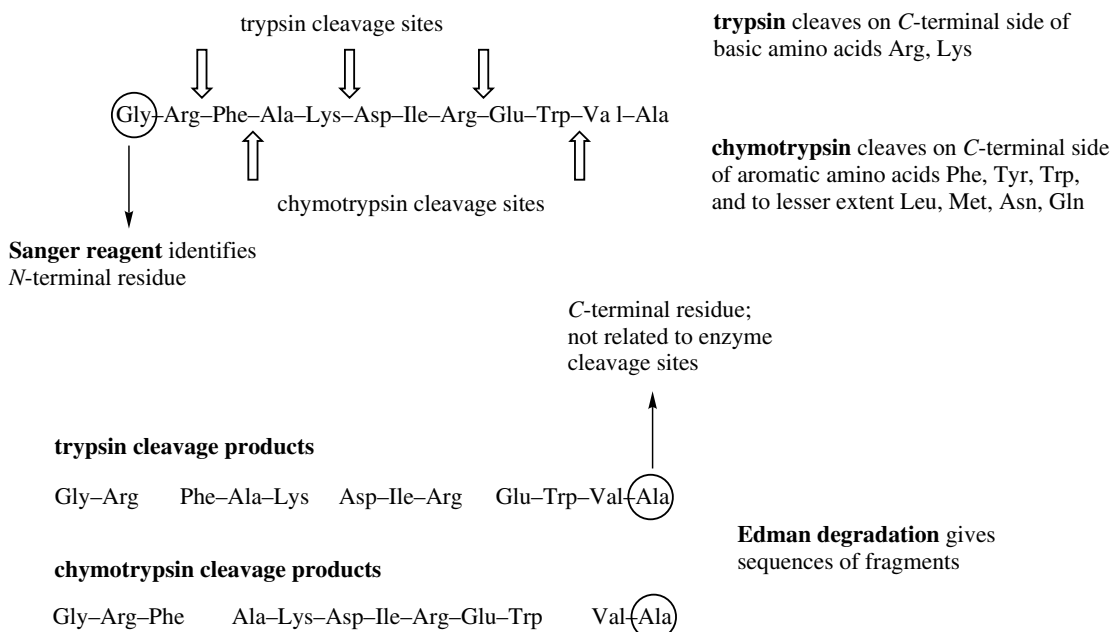 trypsin cleavage sites
trypsin cleaves on C-terminal side of
basic amino acids Arg, Lys
Gly–Arg–Phe–Ala–Lys–Asp–Ile–Arg–Glu–Trp–Va l–Ala
chymotrypsin cleaves on C-terminal side
of aromatic amino acids Phe, Tyr, Trp,
and to lesser extent Leu, Met, Asn, Gln
chymotrypsin cleavage sites
Sanger reagent identifies
N-terminal residue
C-terminal residue;
not related to enzyme
cleavage sites
trypsin cleavage products
Gly–Arg Phe–Ala–Lys Asp–Ile–Arg Glu–Trp–Val–Ala
Edman degradation gives
sequences of fragments
chymotrypsin cleavage products
Gly–Arg–Phe Ala–Lys–Asp–Ile–Arg–Glu–Trp Val–Ala